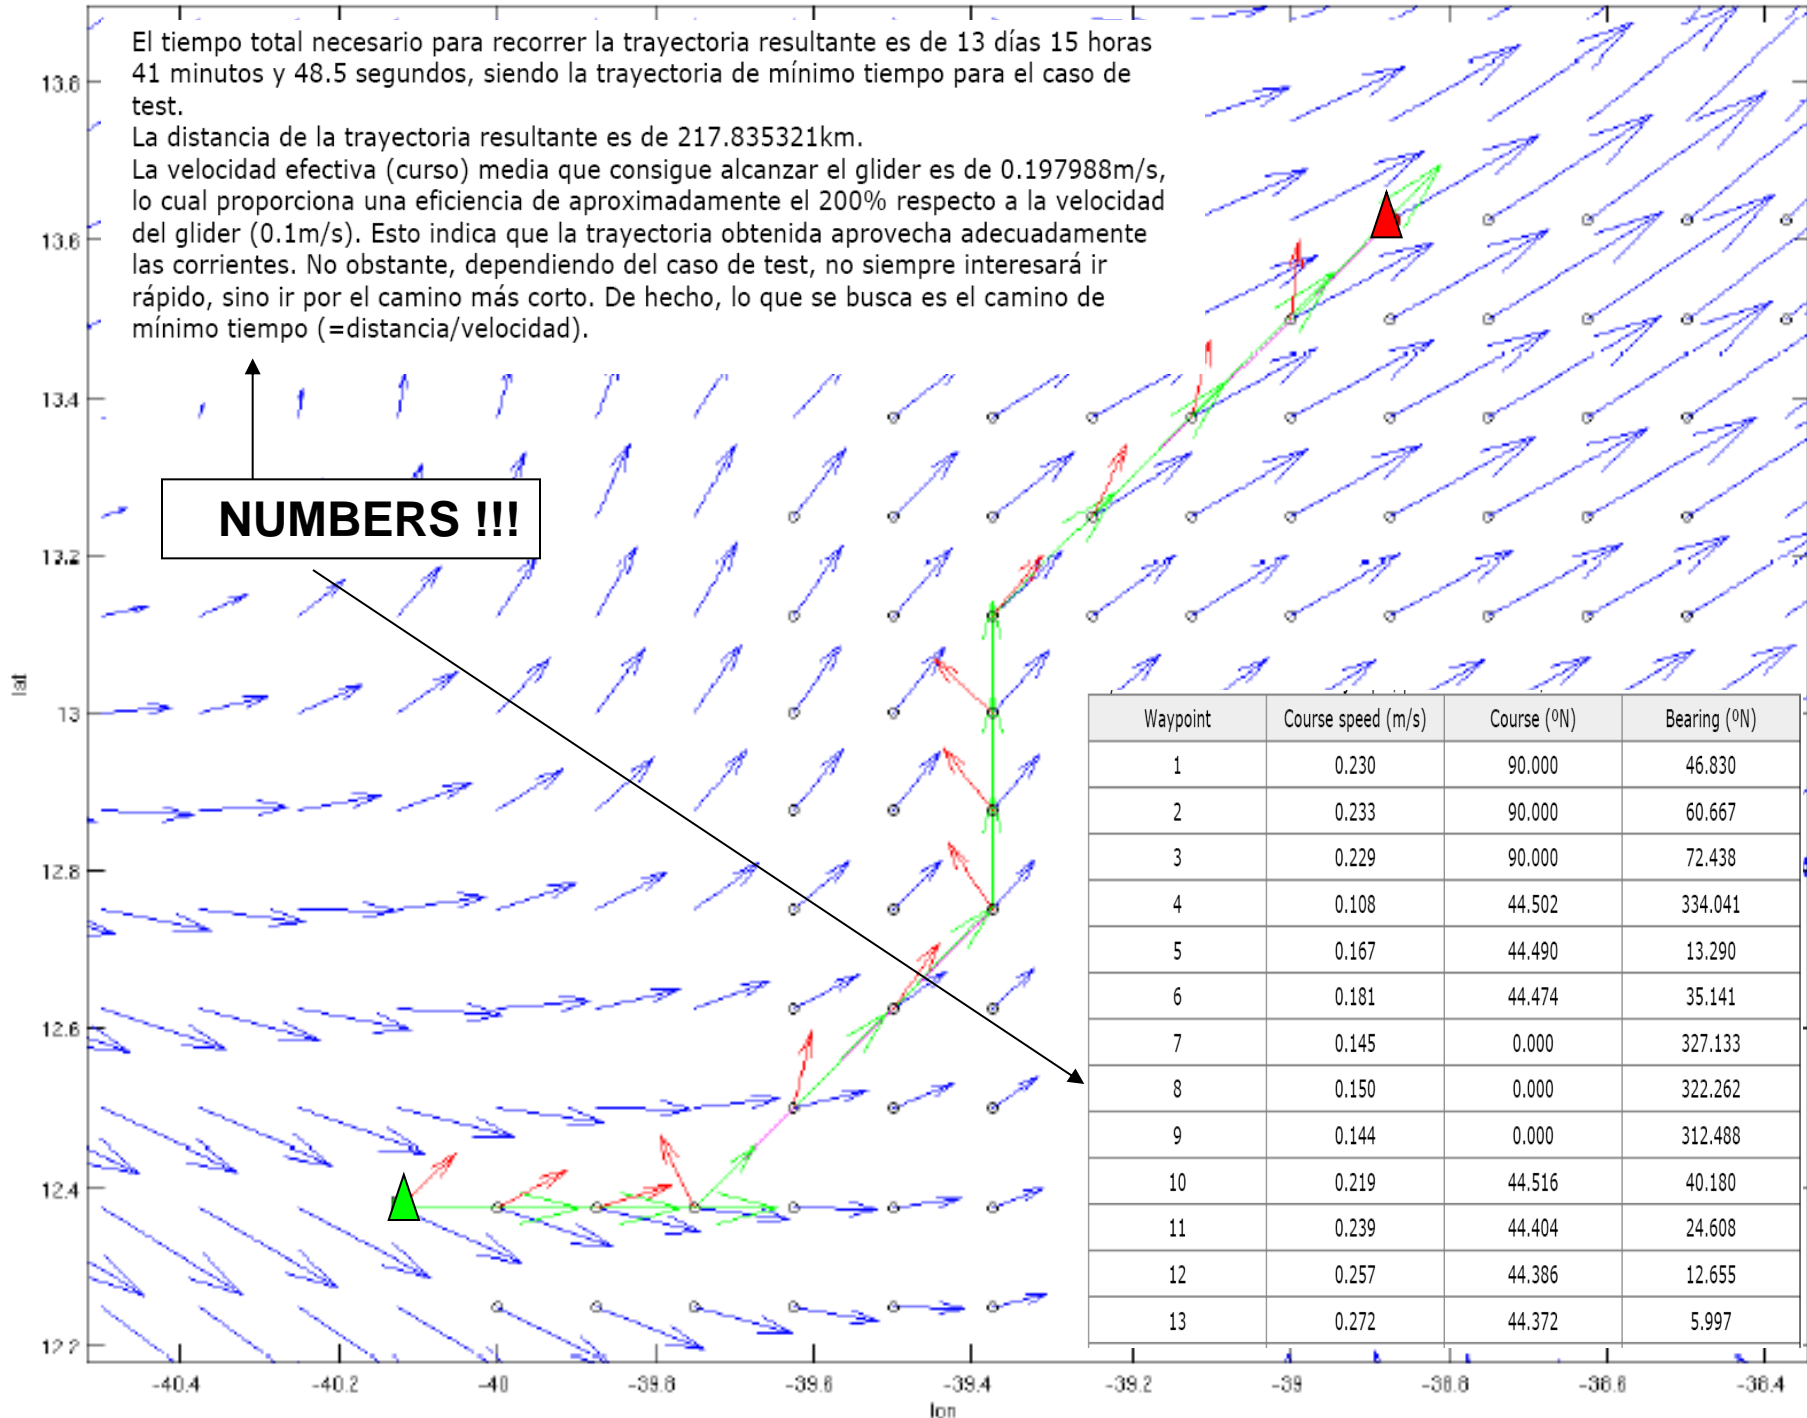 El tiempo total necesario para recorrer la trayectoria resultante es de 13 días 15 horas
41 minutos y 48.5 segundos, siendo la trayectoria de mínimo tiempo para el caso de
test.
La distancia de la trayectoria resultante es de 217.835321km.
La velocidad efectiva (curso) media que consigue alcanzar el glider es de 0.197988m/s,
lo cual proporciona una eficiencia de aproximadamente el 200% respecto a la velocidad
del glider (0.1m/s). Esto indica que la trayectoria obtenida aprovecha adecuadamente
las corrientes. No obstante, dependiendo del caso de test, no siempre interesará ir
rápido, sino ir por el camino más corto. De hecho, lo que se busca es el camino de
mínimo tiempo (=distancia/velocidad).
NUMBERS !!!
13.8
13.6
13.4
13.2
13
12.8
12.6
12.4
12.2
lat
Waypoint Course speed (m/s) Course (ºN) Bearing (ºN)
1 0.230 90.000 46.830
2 0.233 90.000 60.667
3 0.229 90.000 72.438
4 0.108 44.502 334.041
5 0.167 44.490 13.290
6 0.181 44.474 35.141
7 0.145 0.000 327.133
8 0.150 0.000 322.262
9 0.144 0.000 312.488
10 0.219 44.516 40.180
11 0.239 44.404 24.608
12 0.257 44.386 12.655
13 0.272 44.372 5.997
-40.4 -40.2 -40 -39.8 -39.6 -39.4 -39.2 -39 -38.8 -38.6 -38.4
lon